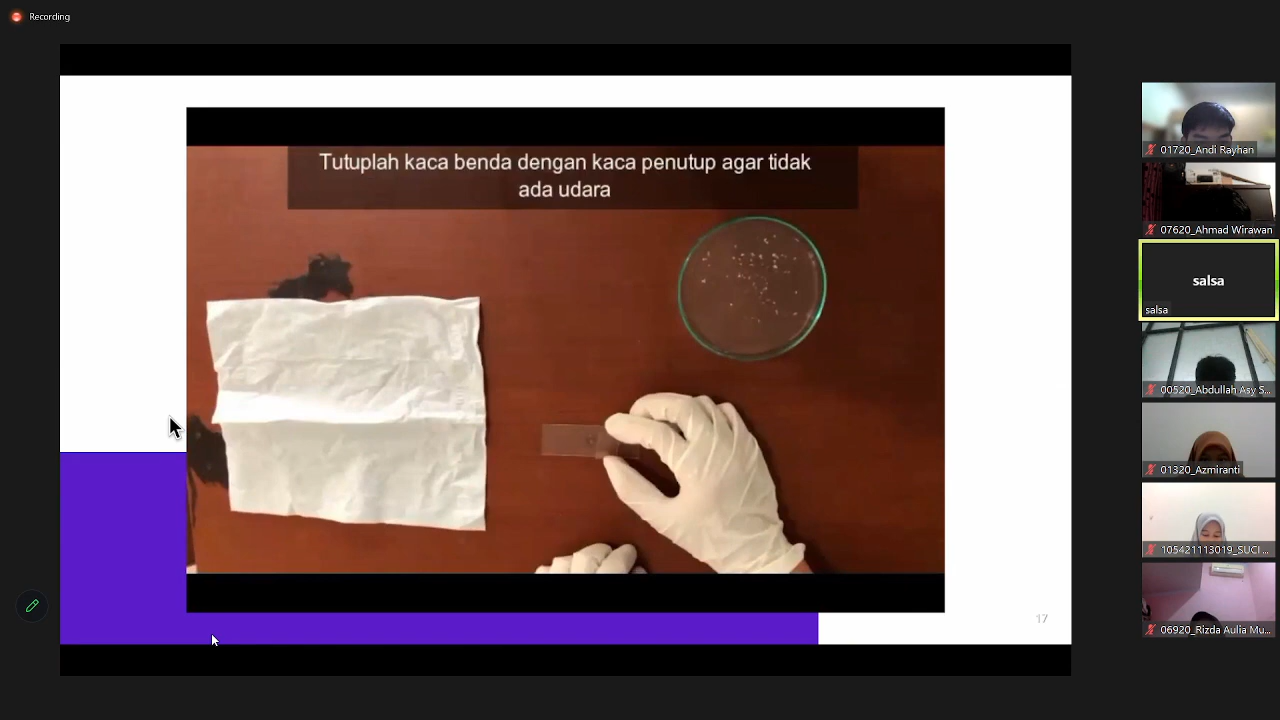 Recording
Tutuplah kaca benda dengan kaca penutup agar tidak
ada udara
17
01720_Andi Rayhan
07620_Ahmad Wirawan
salsa
salsa
00520_Abdullah Asy S...
01320_Azmiranti
105421113019_SUCI ...
06920_Rizda Aulia Mu...